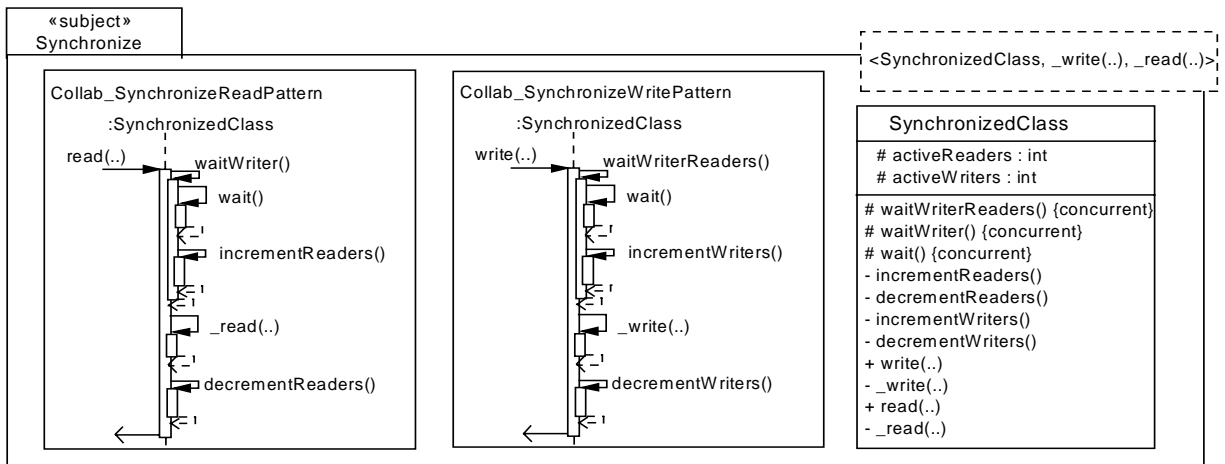 «subject»
Synchronize
<SynchronizedClass, _write(..), _read(..)>
Collab_SynchronizeReadPattern
:SynchronizedClass
read(..)
waitWriter()
wait()
incrementReaders()
_read(..)
decrementReaders()
Collab_SynchronizeWritePattern
:SynchronizedClass
write(..)
waitWriterReaders()
wait()
incrementWriters()
_write(..)
decrementWriters()
SynchronizedClass
# activeReaders : int
# activeWriters : int
# waitWriterReaders() {concurrent}
# waitWriter() {concurrent}
# wait() {concurrent}
- incrementReaders()
- decrementReaders()
- incrementWriters()
- decrementWriters()
+ write(..)
- _write(..)
+ read(..)
- _read(..)